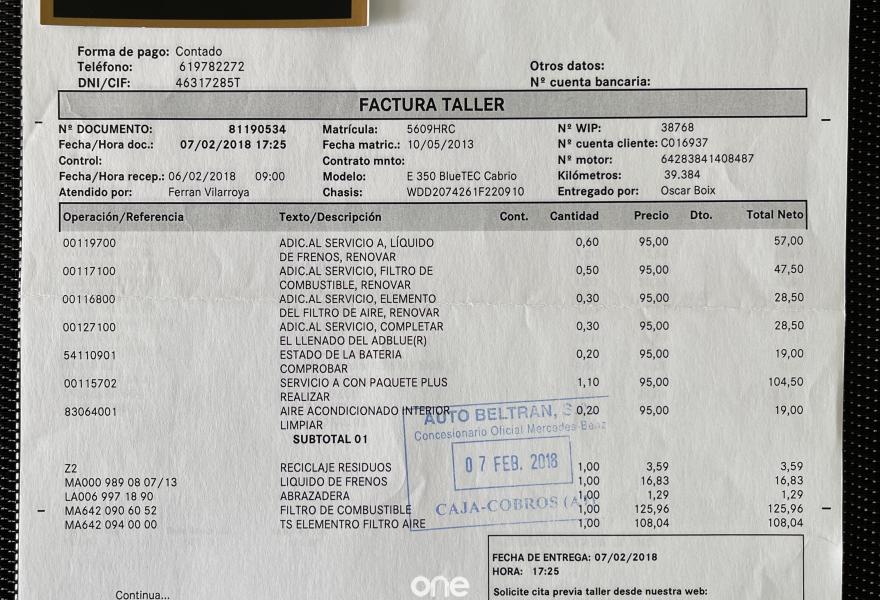 Forma de pago: Contado
Teléfono: 619782272 Otros datos:
DNI/CIF: 46317285T Nº cuenta bancaria:
FACTURA TALLER
Nº DOCUMENTO: 81190534 Matrícula: 5609HRC Nº WIP: 38768
Fecha/Hora doc.: 07/02/2018 17:25 Fecha matric.: 10/05/2013 Nº cuenta cliente: C016937
Control: Contrato mnto: Nº motor: 64283841408487
Fecha/Hora recep.: 06/02/2018 09:00 Modelo: E 350 BlueTEC Cabrio Kilómetros: 39.384
Atendido por: Ferran Vilarroya Chasis: WDD2074261F220910 Entregado por: Oscar Boix
Operación/Referencia Texto/Descripción Cont. Cantidad Precio Dto. Total Neto
00119700 ADIC.AL SERVICIO A, LÍQUIDO 0,60 95,00 57,00
DE FRENOS, RENOVAR
00117100 ADIC.AL SERVICIO, FILTRO DE 0,50 95,00 47,50
COMBUSTIBLE, RENOVAR
00116800 ADIC.AL SERVICIO, ELEMENTO 0,30 95,00 28,50
DEL FILTRO DE AIRE, RENOVAR
00127100 ADIC.AL SERVICIO, COMPLETAR 0,30 95,00 28,50
EL LLENADO DEL ADBLUE(R)
54110901 ESTADO DE LA BATERIA 0,20 95,00 19,00
COMPROBAR
00115702 SERVICIO A CON PAQUETE PLUS 1,10 95,00 104,50
REALIZAR
83064001 AIRE ACONDICIONADO INTERIOR 0,20 95,00 19,00
LIMPIAR
SUBTOTAL 01
AUTO BELTRAN,
Concesionario Oficial Mercedes-Benz
07 FEB. 2018
CAJA-COBROS
Z2 RECICLAJE RESIDUOS 1,00 3,59 3,59
MA000 989 08 07/13 LIQUIDO DE FRENOS 1,00 16,83 16,83
LA006 997 18 90 ABRAZADERA 1,00 1,29 1,29
MA642 090 60 52 FILTRO DE COMBUSTIBLE 1,00 125,96 125,96
MA642 094 00 00 TS ELEMENTRO FILTRO AIRE 1,00 108,04 108,04
FECHA DE ENTREGA: 07/02/2018
HORA: 17:25
Solicite cita previa taller desde nuestra web:
Continua...
one